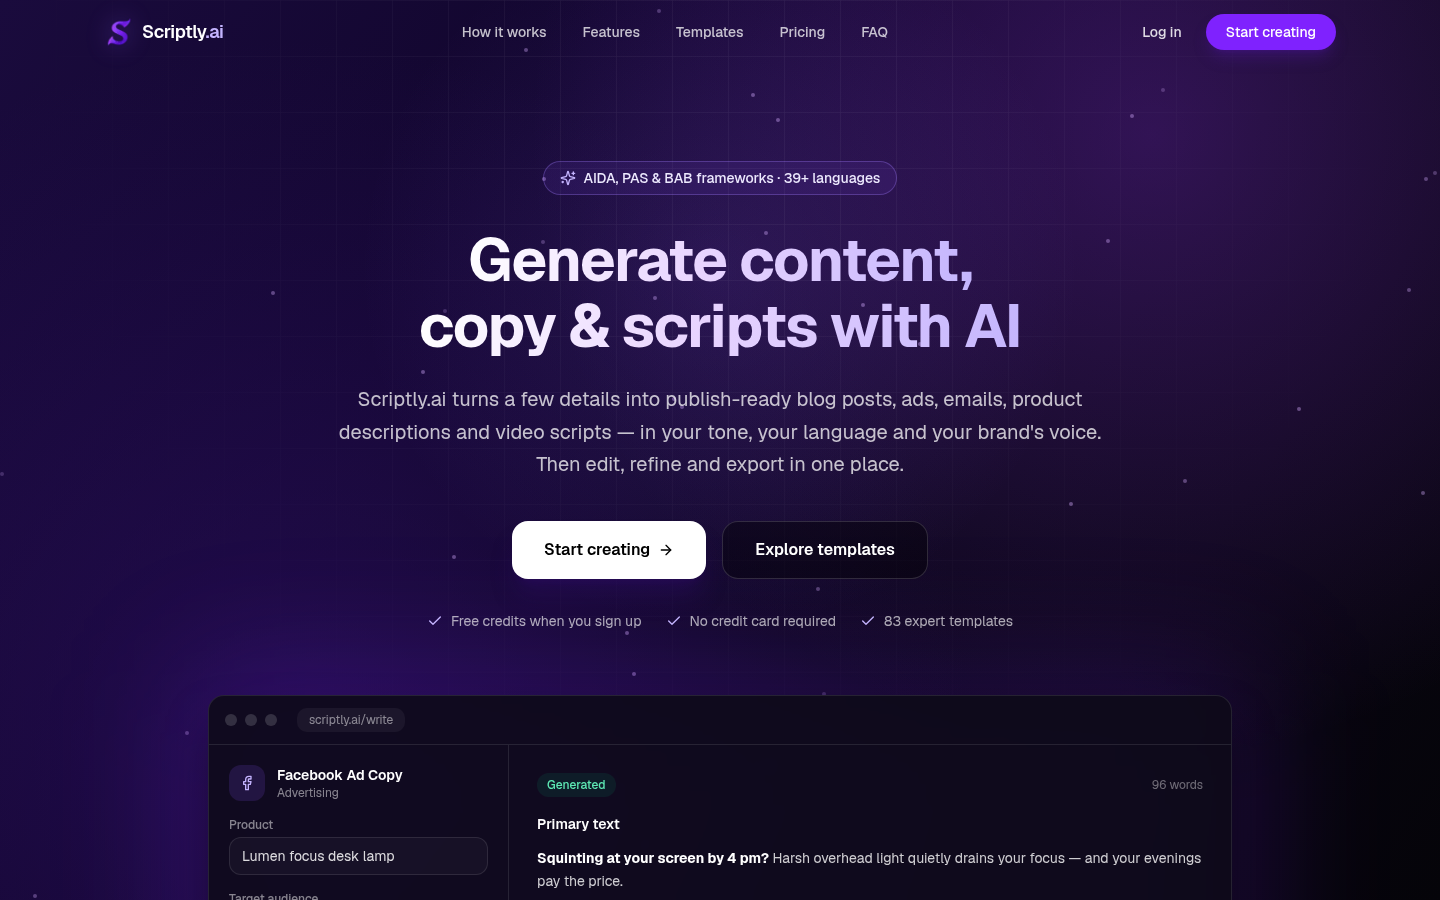 Scriptly.ai
How it works
Features
Templates
Pricing
FAQ
Log in
Start creating
AIDA, PAS & BAB frameworks · 39+ languages
Generate content,
copy & scripts with AI
Scriptly.ai turns a few details into publish-ready blog posts, ads, emails, product
descriptions and video scripts — in your tone, your language and your brand's voice.
Then edit, refine and export in one place.
Start creating
Explore templates
Free credits when you sign up
No credit card required
83 expert templates
scriptly.ai/write
Facebook Ad Copy
Advertising
Product
Lumen focus desk lamp
Target audience
Generated
96 words
Primary text
Squinting at your screen by 4 pm? Harsh overhead light quietly drains your focus — and your evenings
pay the price.